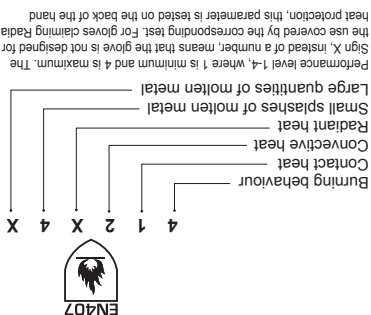 EN407
4 1 2 X 4 X
Burning behaviour
Contact heat
Convective heat
Radiant heat
Small splashes of molten metal
Large quantities of molten metal
Performance level 1-4, where 1 is minimum and 4 is maximum. The
Sign X, instead of a number, means that the glove is not designed for
the use covered by the corresponding test. For gloves claiming Radia
heat protection, this parameter is tested on the back of the hand